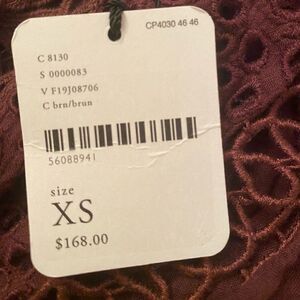 CP4030 46 46
C 8130
S 0000083
V F19J08706
C brn/brun
56088941
size
XS
$168.00